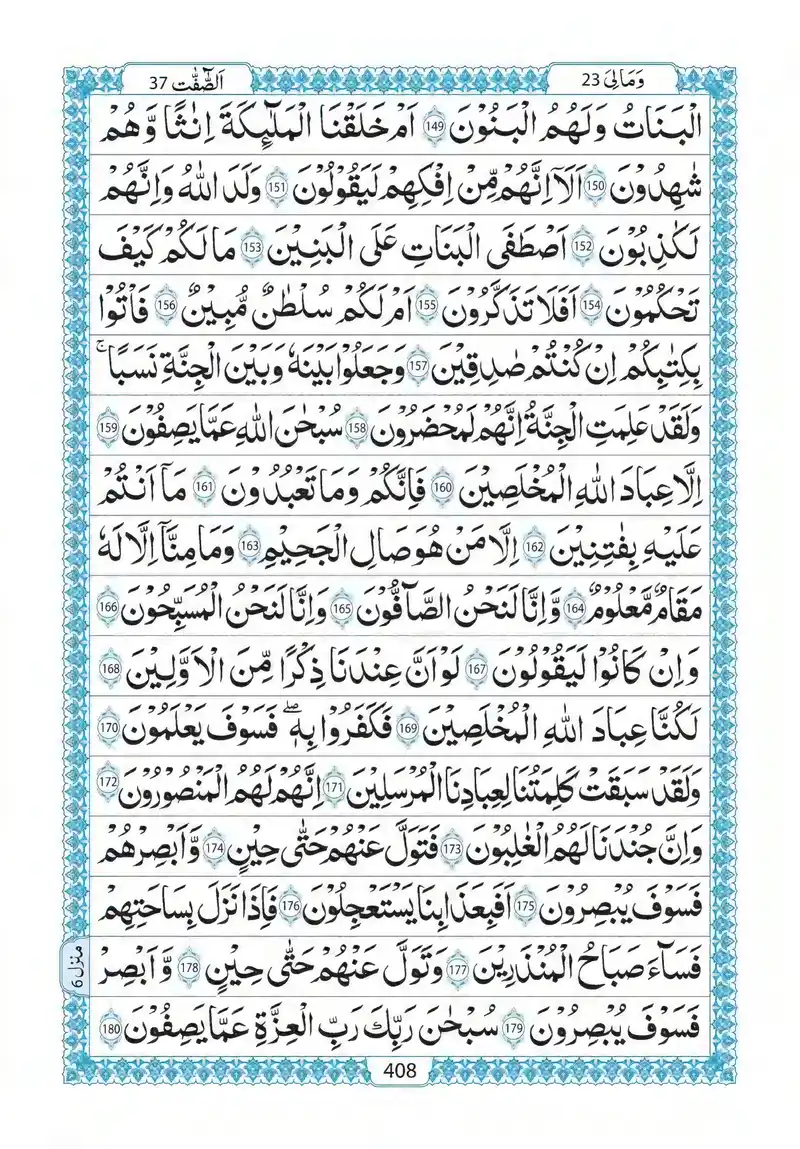 اَلصّٰٓفّٰت 37
وَمَالِیَ 23
الْبَنَاتُ وَلَهُمُ الْبَنُوْنَ 149 اَمْ خَلَقْنَا الْمَلٰٓئِكَةَ اِنٰثًا وَّهُمْ
شٰهِدُوْنَ 150 اَلَآ اِنَّهُمْ مِّنْ اِفْكِهِمْ لَيَقُوْلُوْنَ 151 وَلَدَ اللّٰهُ وَاِنَّهُمْ
لَكٰذِبُوْنَ 152 اَصْطَفَى الْبَنَاتِ عَلَى الْبَنِيْنَ 153 مَا لَكُمْ كَيْفَ
تَحْكُمُوْنَ 154 اَفَلَا تَذَكَّرُوْنَ 155 اَمْ لَكُمْ سُلْطٰنٌ مُّبِيْنٌ 156 فَاْتُوْا
بِكِتٰبِكُمْ اِنْ كُنْتُمْ صٰدِقِيْنَ 157 وَجَعَلُوْا بَيْنَهٗ وَبَيْنَ الْجِنَّةِ نَسَبًا ۚ
وَلَقَدْ عَلِمَتِ الْجِنَّةُ اِنَّهُمْ لَمُحْضَرُوْنَ 158 سُبْحٰنَ اللّٰهِ عَمَّا يَصِفُوْنَ 159
اِلَّا عِبَادَ اللّٰهِ الْمُخْلَصِيْنَ 160 فَاِنَّكُمْ وَمَا تَعْبُدُوْنَ 161 مَآ اَنْتُمْ
عَلَيْهِ بِفٰتِنِيْنَ 162 اِلَّا مَنْ هُوَ صَالِ الْجَحِيْمِ 163 وَمَا مِنَّآ اِلَّا لَهٗ
مَقَامٌ مَّعْلُوْمٌ 164 وَّاِنَّا لَنَحْنُ الصَّآفُّوْنَ 165 وَاِنَّا لَنَحْنُ الْمُسَبِّحُوْنَ 166
وَاِنْ كَانُوْا لَيَقُوْلُوْنَ 167 لَوْ اَنَّ عِنْدَنَا ذِكْرًا مِّنَ الْاَوَّلِيْنَ 168
لَكُنَّا عِبَادَ اللّٰهِ الْمُخْلَصِيْنَ 169 فَكَفَرُوْا بِهٖ ۖ فَسَوْفَ يَعْلَمُوْنَ 170
وَلَقَدْ سَبَقَتْ كَلِمَتُنَا لِعِبَادِنَا الْمُرْسَلِيْنَ 171 اِنَّهُمْ لَهُمُ الْمَنْصُوْرُوْنَ 172
وَاِنَّ جُنْدَنَا لَهُمُ الْغٰلِبُوْنَ 173 فَتَوَلَّ عَنْهُمْ حَتّٰى حِيْنٍ 174 وَّاَبْصِرْهُمْ
فَسَوْفَ يُبْصِرُوْنَ 175 اَفَبِعَذَابِنَا يَسْتَعْجِلُوْنَ 176 فَاِذَا نَزَلَ بِسَاحَتِهِمْ
فَسَآءَ صَبَاحُ الْمُنْذَرِيْنَ 177 وَتَوَلَّ عَنْهُمْ حَتّٰى حِيْنٍ 178 وَّاَبْصِرْ
فَسَوْفَ يُبْصِرُوْنَ 179 سُبْحٰنَ رَبِّكَ رَبِّ الْعِزَّةِ عَمَّا يَصِفُوْنَ 180
منزل 6
408